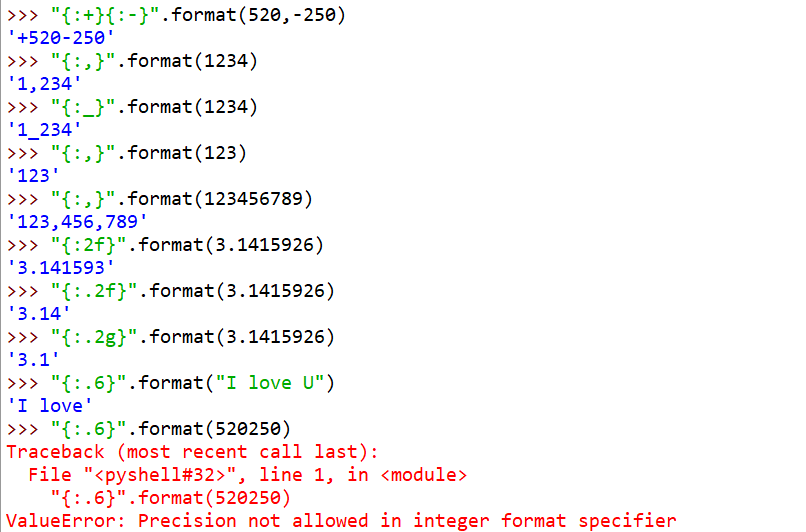 >>> "{:+}{:-}".format(520,-250)
'+520-250'
>>> "{:,}".format(1234)
'1,234'
>>> "{:_}".format(1234)
'1_234'
>>> "{:,}".format(123)
'123'
>>> "{:,}".format(123456789)
'123,456,789'
>>> "{:2f}".format(3.1415926)
'3.141593'
>>> "{:.2f}".format(3.1415926)
'3.14'
>>> "{:.2g}".format(3.1415926)
'3.1'
>>> "{:.6}".format("I love U")
'I love'
>>> "{:.6}".format(520250)
Traceback (most recent call last):
  File "<pyshell#32>", line 1, in <module>
    "{:.6}".format(520250)
ValueError: Precision not allowed in integer format specifier